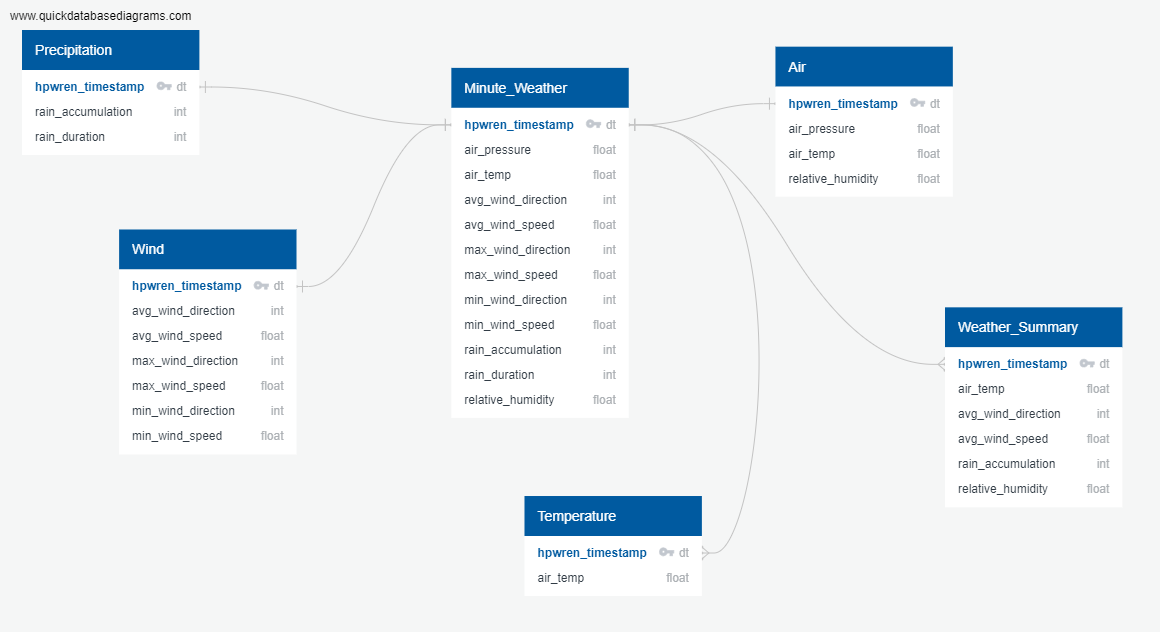 www.quickdatabasediagrams.com
Precipitation
hpwren_timestamp dt
rain_accumulation int
rain_duration int
Wind
hpwren_timestamp dt
avg_wind_direction int
avg_wind_speed float
max_wind_direction int
max_wind_speed float
min_wind_direction int
min_wind_speed float
Minute_Weather
hpwren_timestamp dt
air_pressure float
air_temp float
avg_wind_direction int
avg_wind_speed float
max_wind_direction int
max_wind_speed float
min_wind_direction int
min_wind_speed float
rain_accumulation int
rain_duration int
relative_humidity float
Air
hpwren_timestamp dt
air_pressure float
air_temp float
relative_humidity float
Weather_Summary
hpwren_timestamp dt
air_temp float
avg_wind_direction int
avg_wind_speed float
rain_accumulation int
relative_humidity float
Temperature
hpwren_timestamp dt
air_temp float